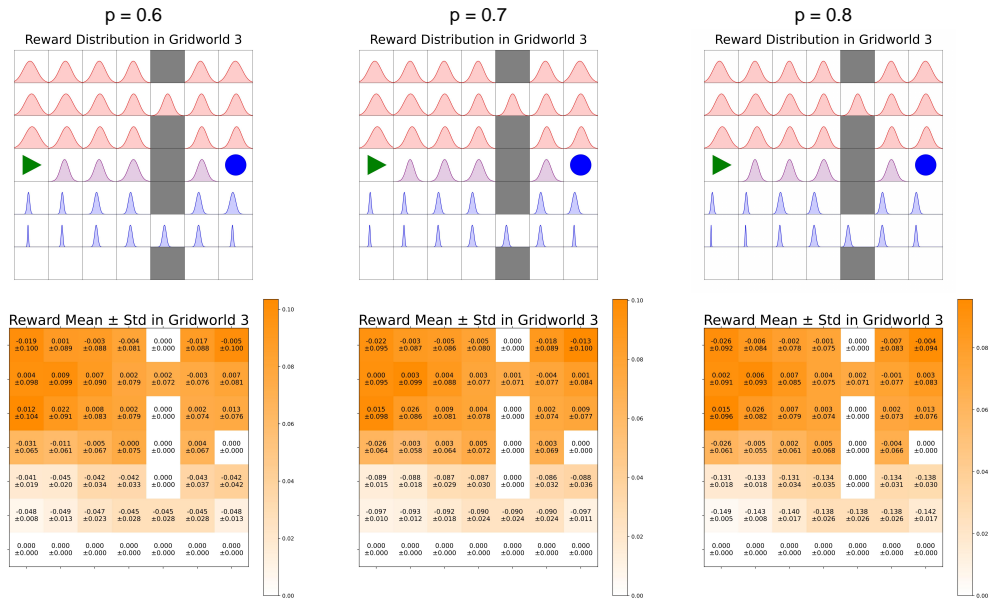 p = 0.6
p = 0.7
p = 0.8
Reward Distribution in Gridworld 3
Reward Distribution in Gridworld 3
Reward Distribution in Gridworld 3
Reward Mean ± Std in Gridworld 3
-0.019 0.001 -0.003 -0.004 0.000 -0.017 -0.005
±0.100 ±0.089 ±0.088 ±0.081 ±0.000 ±0.088 ±0.100
0.004 0.009 0.007 0.002 0.002 -0.003 0.007
±0.098 ±0.099 ±0.090 ±0.079 ±0.072 ±0.076 ±0.081
0.012 0.022 0.008 0.002 0.000 0.002 0.013
±0.104 ±0.091 ±0.083 ±0.079 ±0.000 ±0.074 ±0.076
-0.031 -0.011 -0.005 -0.000 0.000 -0.004 0.000
±0.065 ±0.061 ±0.067 ±0.075 ±0.000 ±0.067 ±0.000
-0.041 -0.045 -0.042 -0.042 0.000 -0.043 -0.042
±0.019 ±0.020 ±0.034 ±0.033 ±0.000 ±0.037 ±0.042
-0.048 -0.049 -0.047 -0.045 -0.045 -0.045 -0.048
±0.008 ±0.013 ±0.023 ±0.028 ±0.028 ±0.028 ±0.013
0.000 0.000 0.000 0.000 0.000 0.000 0.000
±0.000 ±0.000 ±0.000 ±0.000 ±0.000 ±0.000 ±0.000
0.10
0.08
0.06
0.04
0.02
0.00
Reward Mean ± Std in Gridworld 3
-0.022 -0.003 -0.005 -0.005 0.000 -0.018 -0.013
±0.095 ±0.087 ±0.086 ±0.080 ±0.000 ±0.089 ±0.100
0.000 0.003 0.004 0.003 0.001 -0.004 -0.001
±0.095 ±0.099 ±0.088 ±0.077 ±0.071 ±0.077 ±0.084
0.015 0.026 0.009 0.004 0.000 0.002 0.009
±0.098 ±0.086 ±0.081 ±0.078 ±0.000 ±0.074 ±0.077
-0.026 -0.003 -0.003 0.004 0.000 -0.003 0.000
±0.064 ±0.058 ±0.064 ±0.072 ±0.000 ±0.069 ±0.000
-0.089 -0.088 -0.087 -0.087 0.000 -0.086 -0.088
±0.015 ±0.018 ±0.029 ±0.030 ±0.000 ±0.032 ±0.036
-0.097 -0.093 -0.092 -0.090 -0.090 -0.090 -0.097
±0.010 ±0.012 ±0.018 ±0.024 ±0.024 ±0.024 ±0.011
0.000 0.000 0.000 0.000 0.000 0.000 0.000
±0.000 ±0.000 ±0.000 ±0.000 ±0.000 ±0.000 ±0.000
0.10
0.08
0.06
0.04
0.02
0.00
Reward Mean ± Std in Gridworld 3
-0.026 -0.006 -0.002 -0.001 0.000 -0.007 -0.004
±0.092 ±0.084 ±0.078 ±0.075 ±0.000 ±0.083 ±0.094
0.002 0.006 0.007 0.004 0.002 -0.001 0.003
±0.091 ±0.093 ±0.085 ±0.075 ±0.071 ±0.076 ±0.083
0.015 0.026 0.007 0.003 0.000 0.002 0.013
±0.096 ±0.082 ±0.079 ±0.074 ±0.000 ±0.073 ±0.076
-0.026 -0.005 0.002 0.005 0.000 -0.004 0.000
±0.061 ±0.055 ±0.061 ±0.068 ±0.000 ±0.066 ±0.000
-0.131 -0.133 -0.131 -0.134 0.000 -0.134 -0.138
±0.018 ±0.018 ±0.034 ±0.035 ±0.000 ±0.031 ±0.030
-0.149 -0.143 -0.140 -0.138 -0.138 -0.138 -0.142
±0.005 ±0.008 ±0.017 ±0.026 ±0.026 ±0.026 ±0.017
0.000 0.000 0.000 0.000 0.000 0.000 0.000
±0.000 ±0.000 ±0.000 ±0.000 ±0.000 ±0.000 ±0.000
0.08
0.06
0.04
0.02
0.00